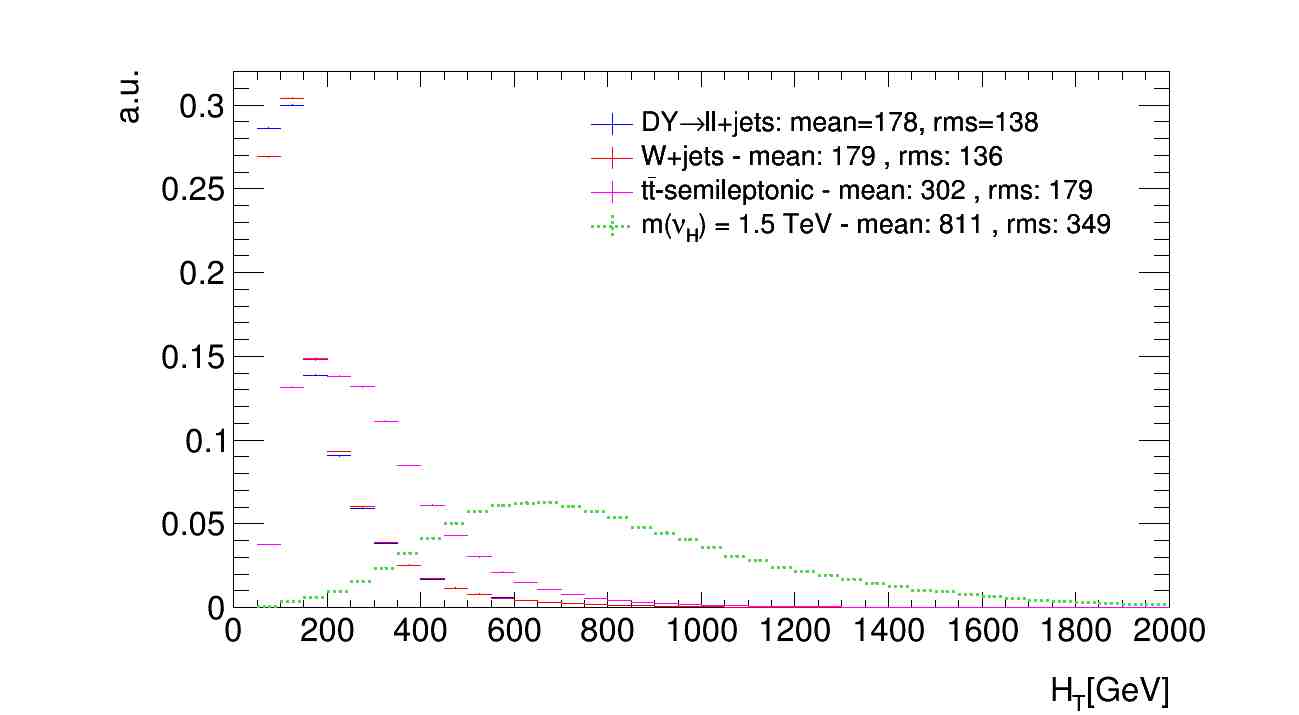 a.u.
0.3
0.25
0.2
0.15
0.1
0.05
0
DY→ll+jets: mean=178, rms=138
W+jets - mean: 179 , rms: 136
tt̄-semileptonic - mean: 302 , rms: 179
m(νH) = 1.5 TeV - mean: 811 , rms: 349
0 200 400 600 800 1000 1200 1400 1600 1800 2000
HT[GeV]